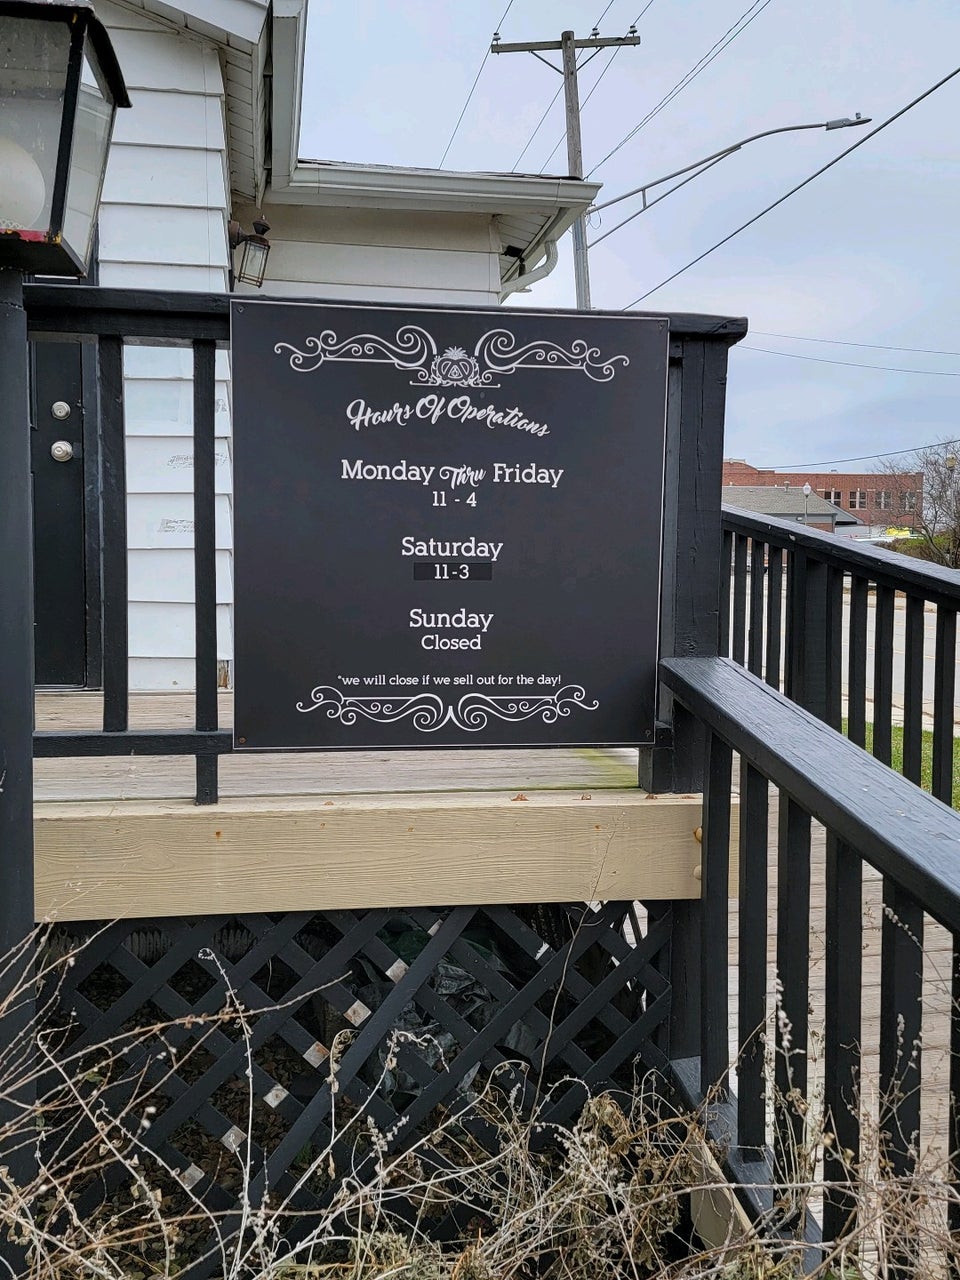 Hours Of Operations
Monday Thru Friday
11 - 4
Saturday
11-3
Sunday
Closed
*we will close if we sell out for the day!